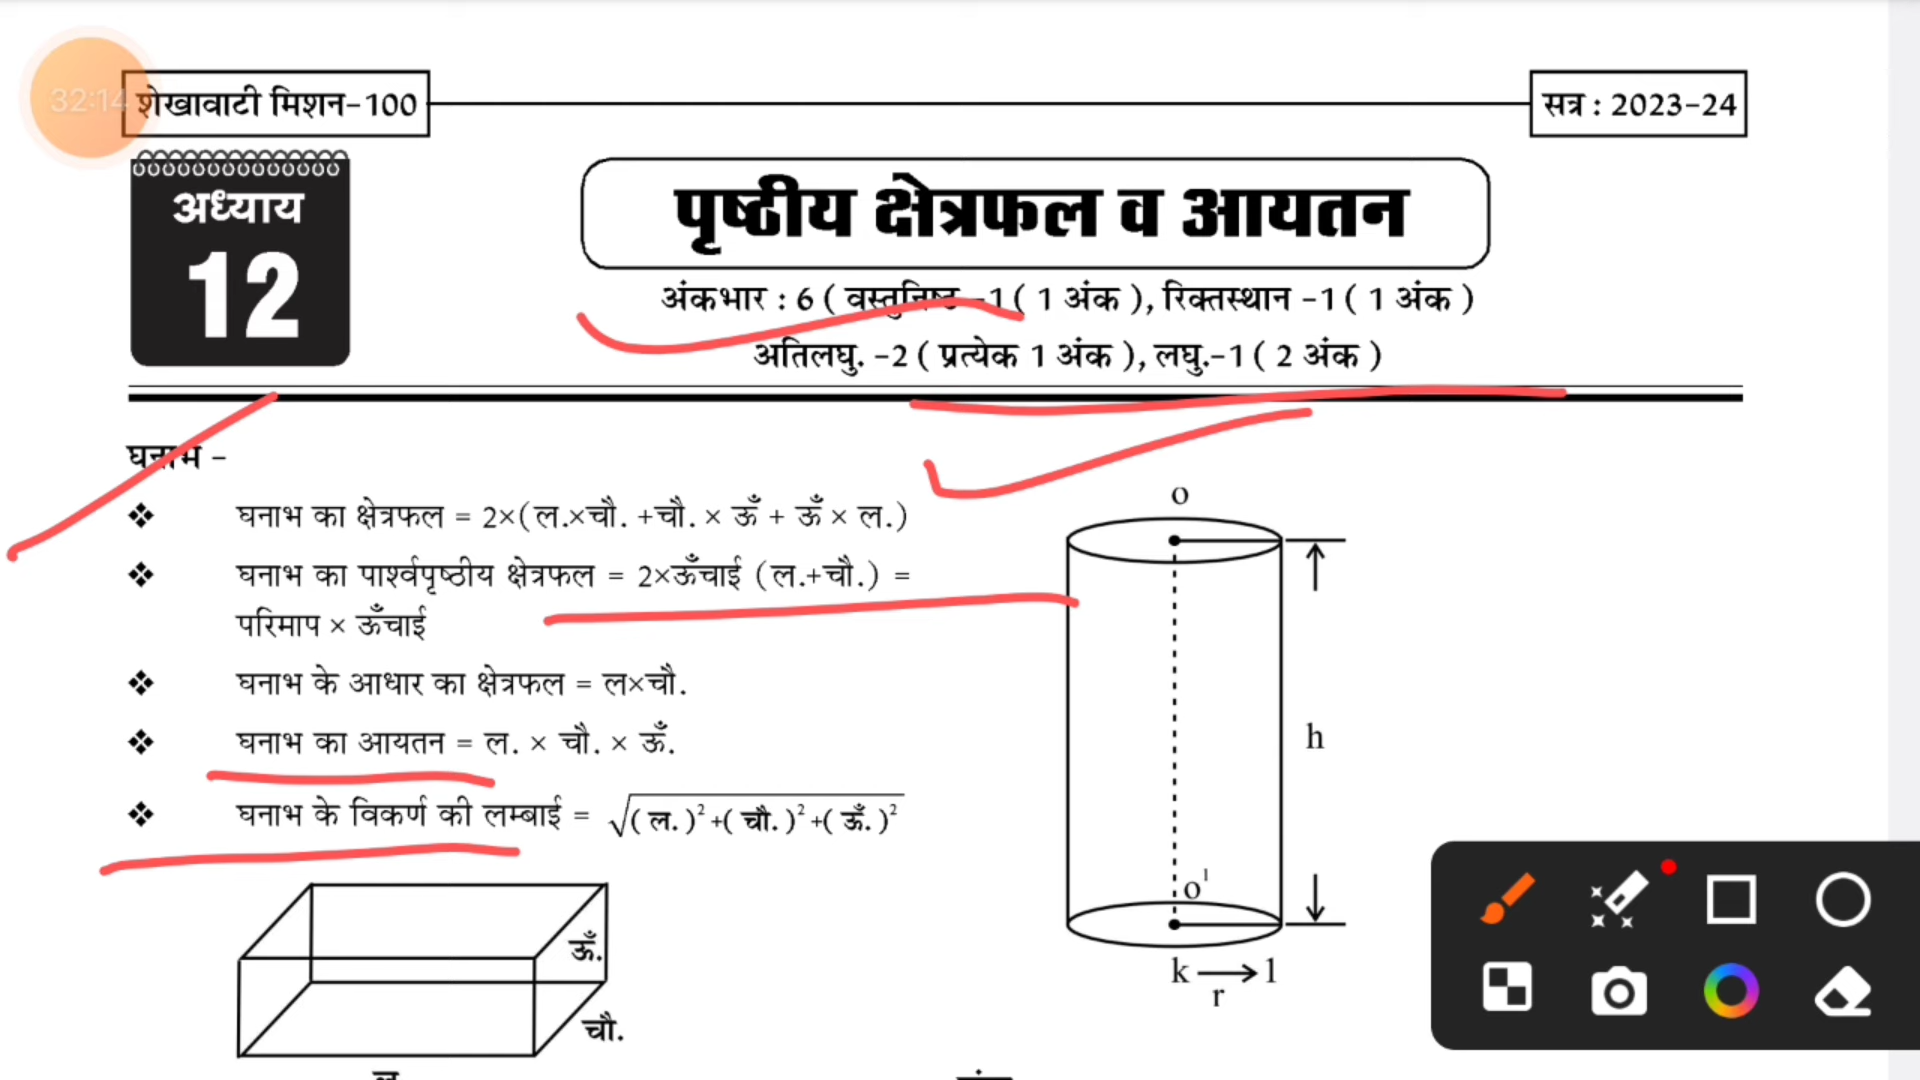 32:14
शेखावाटी मिशन-100
सत्र : 2023-24
अध्याय
12
पृष्ठीय क्षेत्रफल व आयतन
अंकभार : 6 ( वस्तुनिष्ठ -1 ( 1 अंक ), रिक्तस्थान -1 ( 1 अंक )
अतिलघु. -2 ( प्रत्येक 1 अंक ), लघु.-1 ( 2 अंक )
घनाभ -
❖ घनाभ का क्षेत्रफल = 2×(ल.×चौ. +चौ. × ऊँ + ऊँ × ल.)
❖ घनाभ का पार्श्वपृष्ठीय क्षेत्रफल = 2×ऊँचाई (ल.+चौ.) =
परिमाप × ऊँचाई
❖ घनाभ के आधार का क्षेत्रफल = ल×चौ.
❖ घनाभ का आयतन = ल. × चौ. × ऊँ.
❖ घनाभ के विकर्ण की लम्बाई = √( ल. )²+( चौ. )²+( ऊँ. )²
ऊँ.
चौ.
ल
o
h
o'
k → l
r